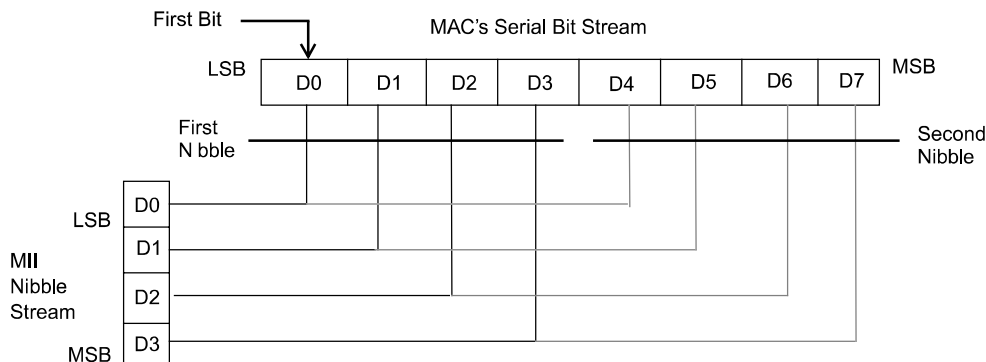 First Bit
MAC's Serial Bit Stream
LSB
D0 D1 D2 D3 D4 D5 D6 D7
MSB
First
N bble
Second
Nibble
D0
LSB
D1
MII
Nibble
Stream
D2
D3
MSB